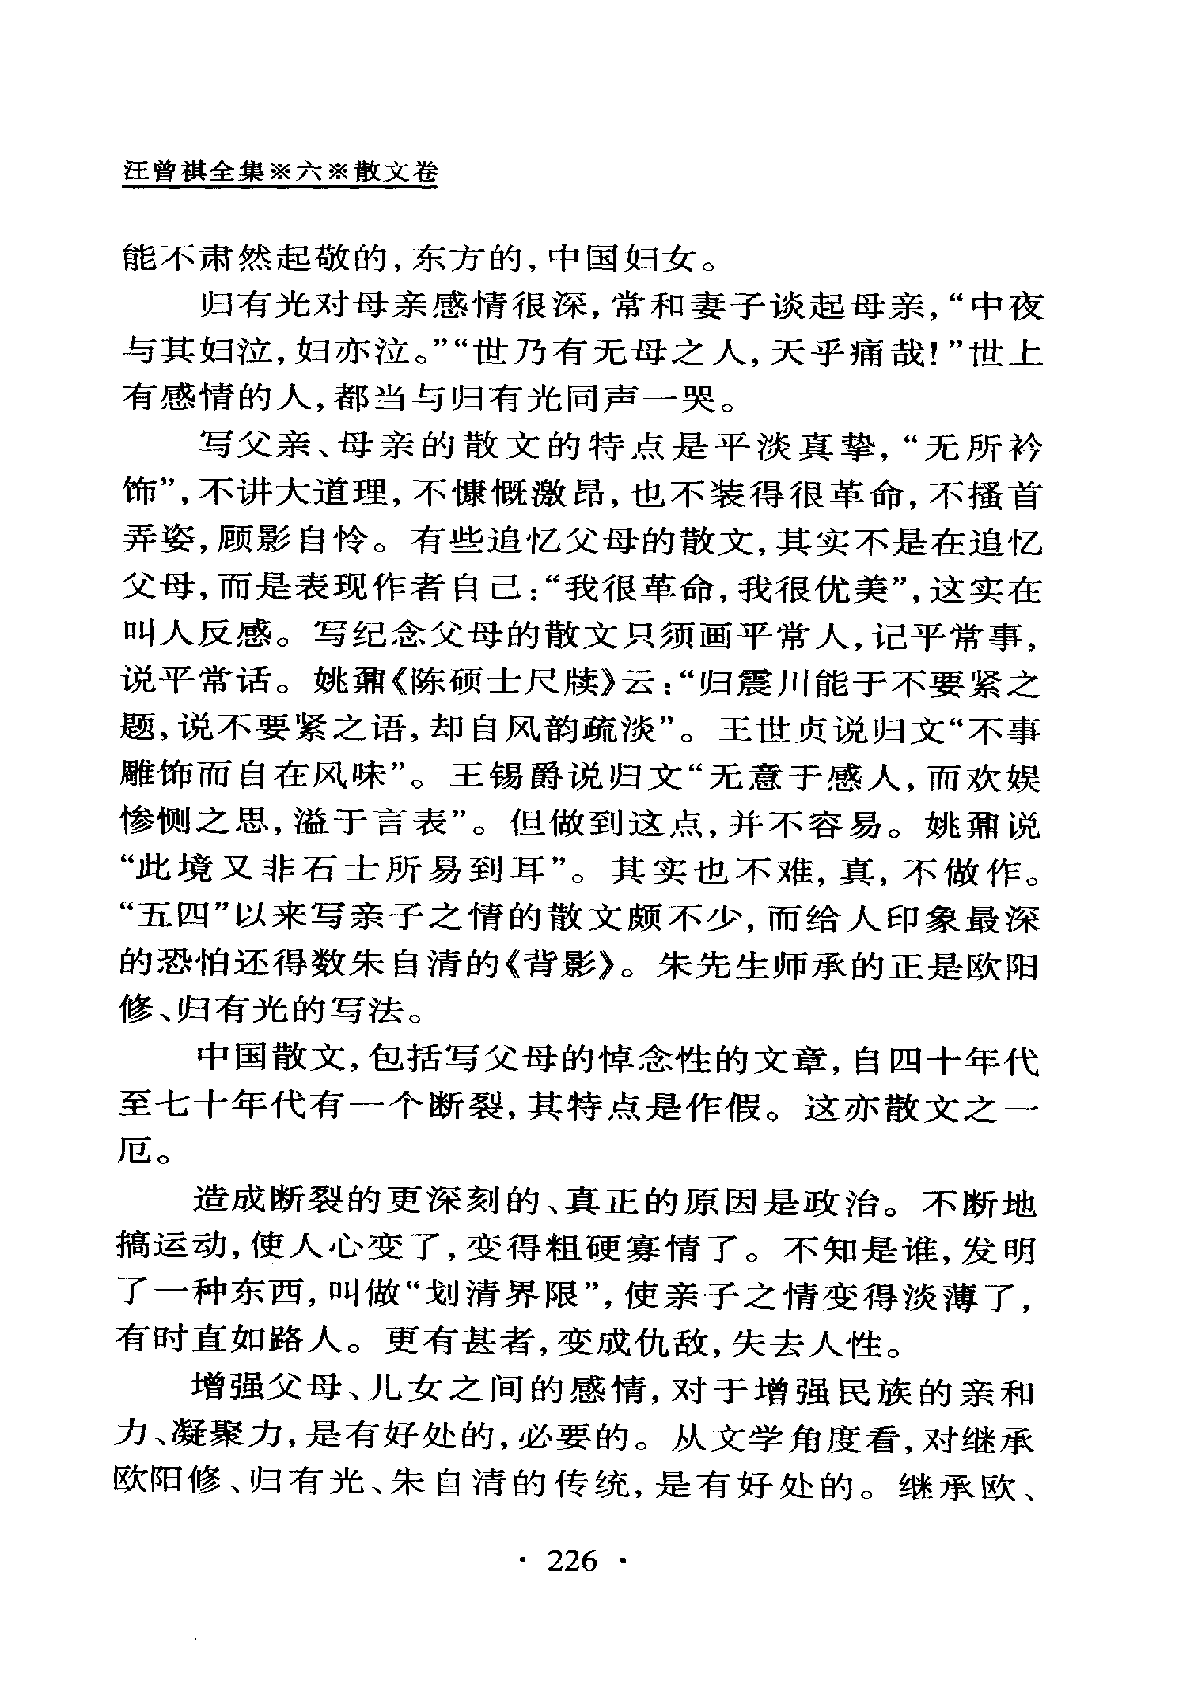 汪曾祺全集※六※散文卷
能不肃然起敬的,东方的,中国妇女。
归有光对母亲感情很深,常和妻子谈起母亲,“中夜
与其妇泣,妇亦泣。”“世乃有无母之人,天乎痛哉!”世上
有感情的人,都当与归有光同声一哭。
写父亲、母亲的散文的特点是平淡真挚,“无所衿
饰”,不讲大道理,不慷慨激昂,也不装得很革命,不搔首
弄姿,顾影自怜。有些追忆父母的散文,其实不是在追忆
父母,而是表现作者自己:“我很革命,我很优美”,这实在
叫人反感。写纪念父母的散文只须画平常人,记平常事,
说平常话。姚鼐《陈硕士尺牍》云:“归震川能于不要紧之
题,说不要紧之语,却自风韵疏淡”。王世贞说归文“不事
雕饰而自在风味”。王锡爵说归文“无意于感人,而欢娱
惨恻之思,溢于言表”。但做到这点,并不容易。姚鼐说
“此境又非石士所易到耳”。其实也不难,真,不做作。
“五四”以来写亲子之情的散文颇不少,而给人印象最深
的恐怕还得数朱自清的《背影》。朱先生师承的正是欧阳
修、归有光的写法。
中国散文,包括写父母的悼念性的文章,自四十年代
至七十年代有一个断裂,其特点是作假。这亦散文之一
厄。
造成断裂的更深刻的、真正的原因是政治。不断地
搞运动,使人心变了,变得粗硬寡情了。不知是谁,发明
了一种东西,叫做“划清界限”,使亲子之情变得淡薄了,
有时直如路人。更有甚者,变成仇敌,失去人性。
增强父母、儿女之间的感情,对于增强民族的亲和
力、凝聚力,是有好处的,必要的。从文学角度看,对继承
欧阳修、归有光、朱自清的传统,是有好处的。继承欧、
· 226 ·